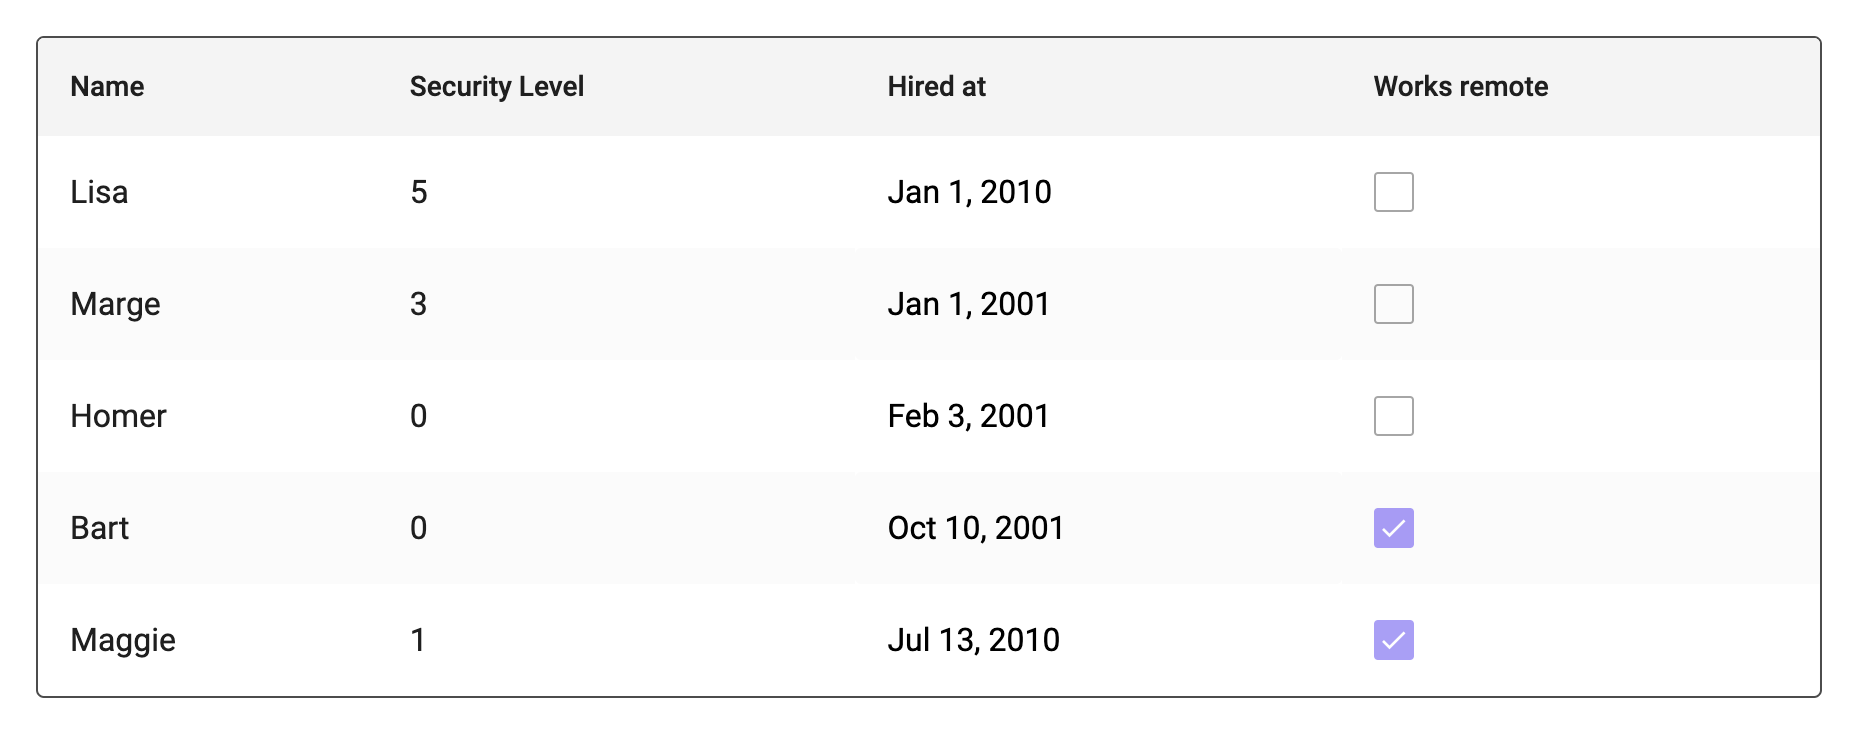 Name Security Level Hired at Works remote
Lisa 5 Jan 1, 2010
Marge 3 Jan 1, 2001
Homer 0 Feb 3, 2001
Bart 0 Oct 10, 2001
Maggie 1 Jul 13, 2010